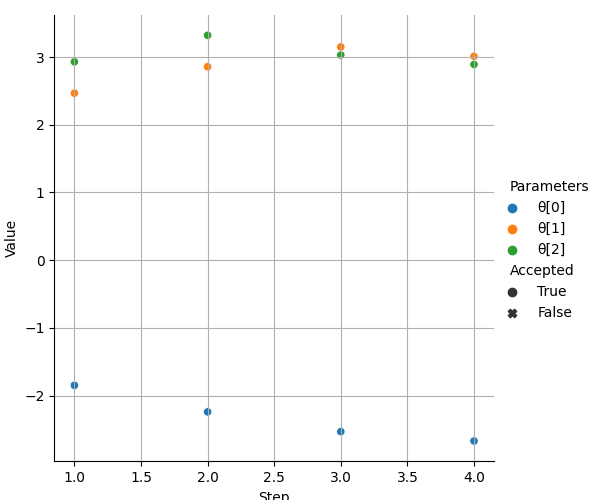 3
2
1
0
−1
−2
Value
1.0 1.5 2.0 2.5 3.0 3.5 4.0
Step
Parameters
θ[0]
θ[1]
θ[2]
Accepted
True
False